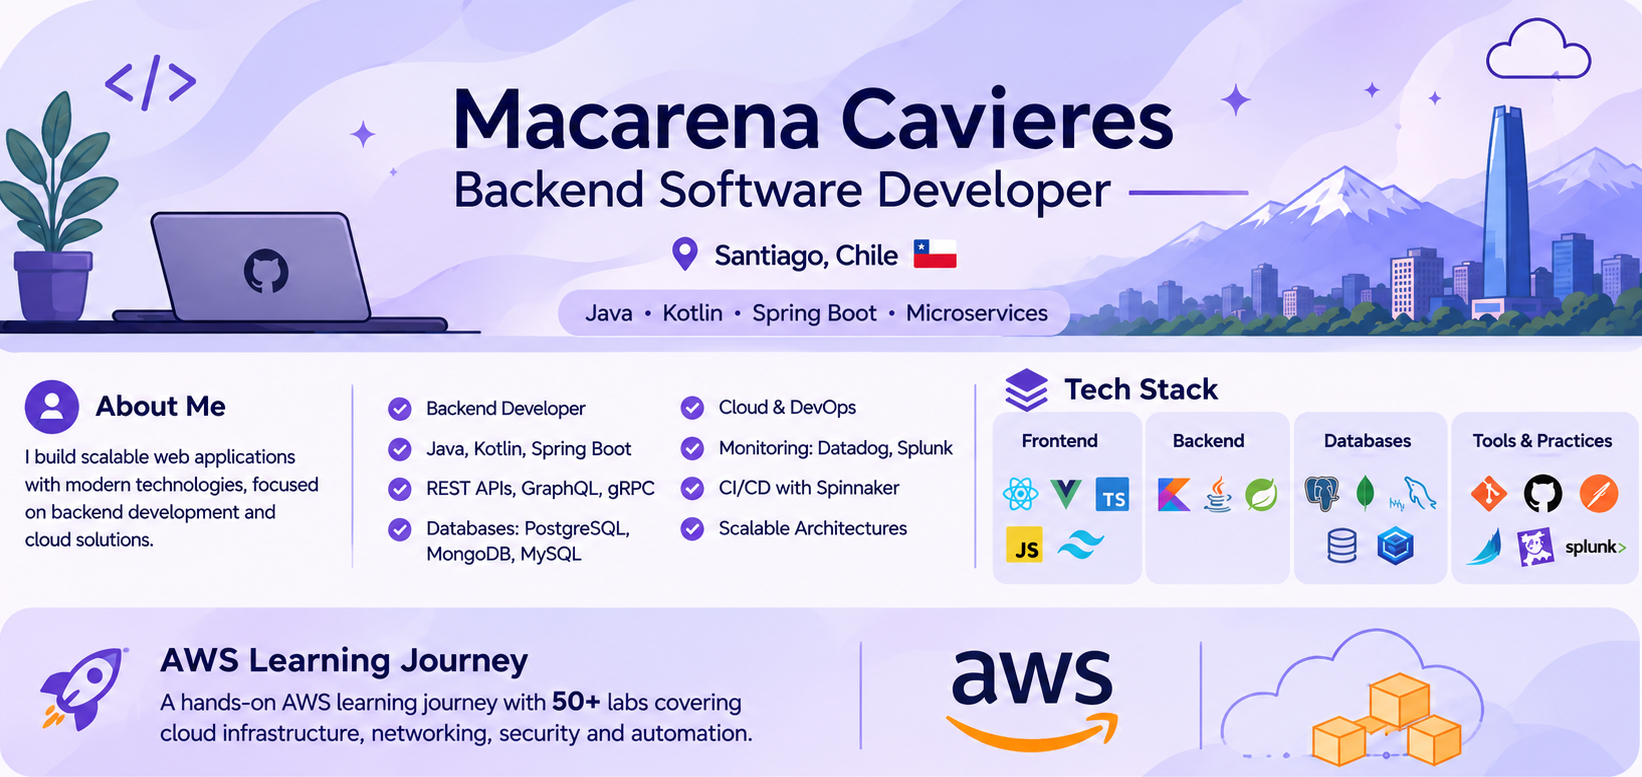 </>
Macarena Cavieres
Backend Software Developer
Santiago, Chile
Java • Kotlin • Spring Boot • Microservices
About Me
I build scalable web applications
with modern technologies, focused
on backend development and
cloud solutions.
Backend Developer
Java, Kotlin, Spring Boot
REST APIs, GraphQL, gRPC
Databases: PostgreSQL,
MongoDB, MySQL
Cloud & DevOps
Monitoring: Datadog, Splunk
CI/CD with Spinnaker
Scalable Architectures
Tech Stack
Frontend
TS
JS
Backend
Databases
Tools & Practices
splunk>
AWS Learning Journey
A hands-on AWS learning journey with 50+ labs covering
cloud infrastructure, networking, security and automation.
aws